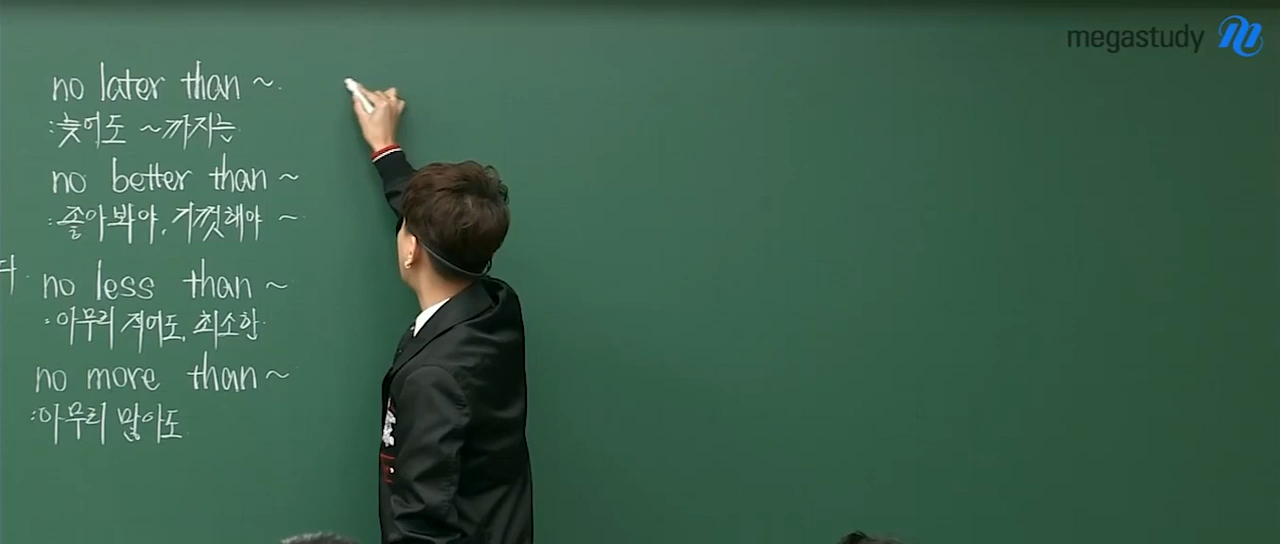 megastudy
no later than ~.
:늦어도 ~까지는.
no better than ~
: 좋아봐야, 기껏해야 ~
다.
no less than ~
: 아무리 적어도, 최소한.
no more than ~
: 아무리 많아도